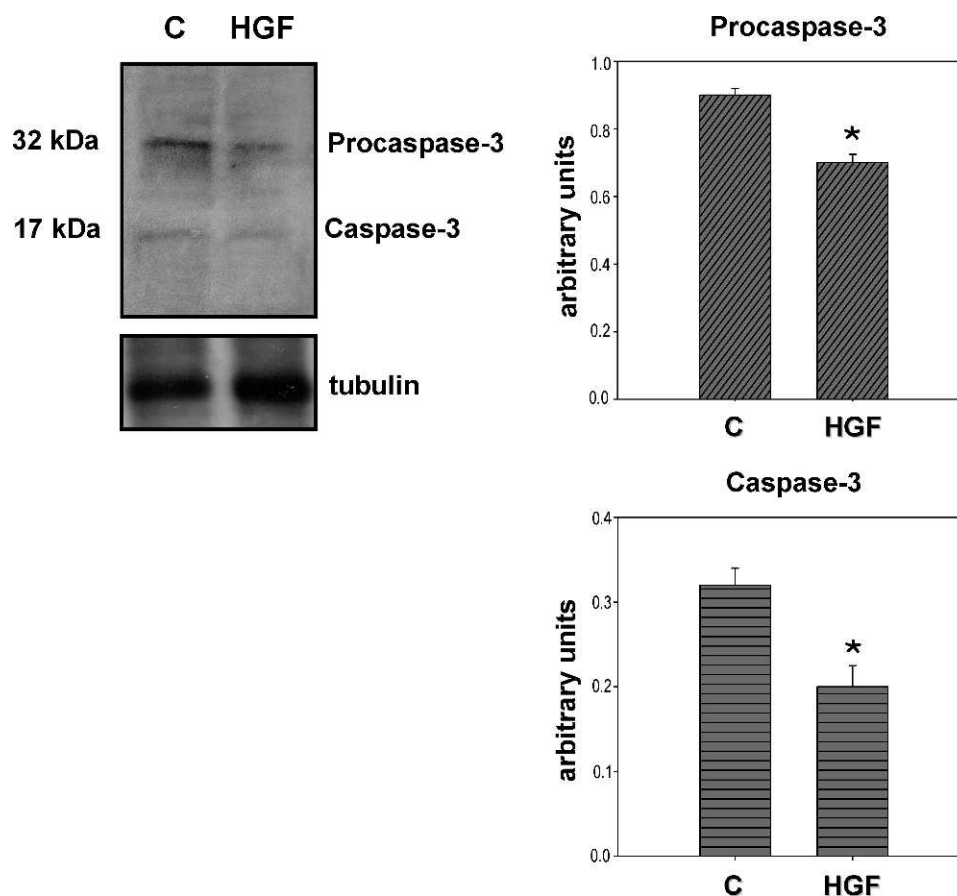 C HGF
32 kDa Procaspase-3
17 kDa Caspase-3
tubulin
Procaspase-3
arbitrary units
1.0
0.8
0.6
0.4
0.2
0.0
*
C HGF
Caspase-3
arbitrary units
0.4
0.3
0.2
0.1
0.0
*
C HGF